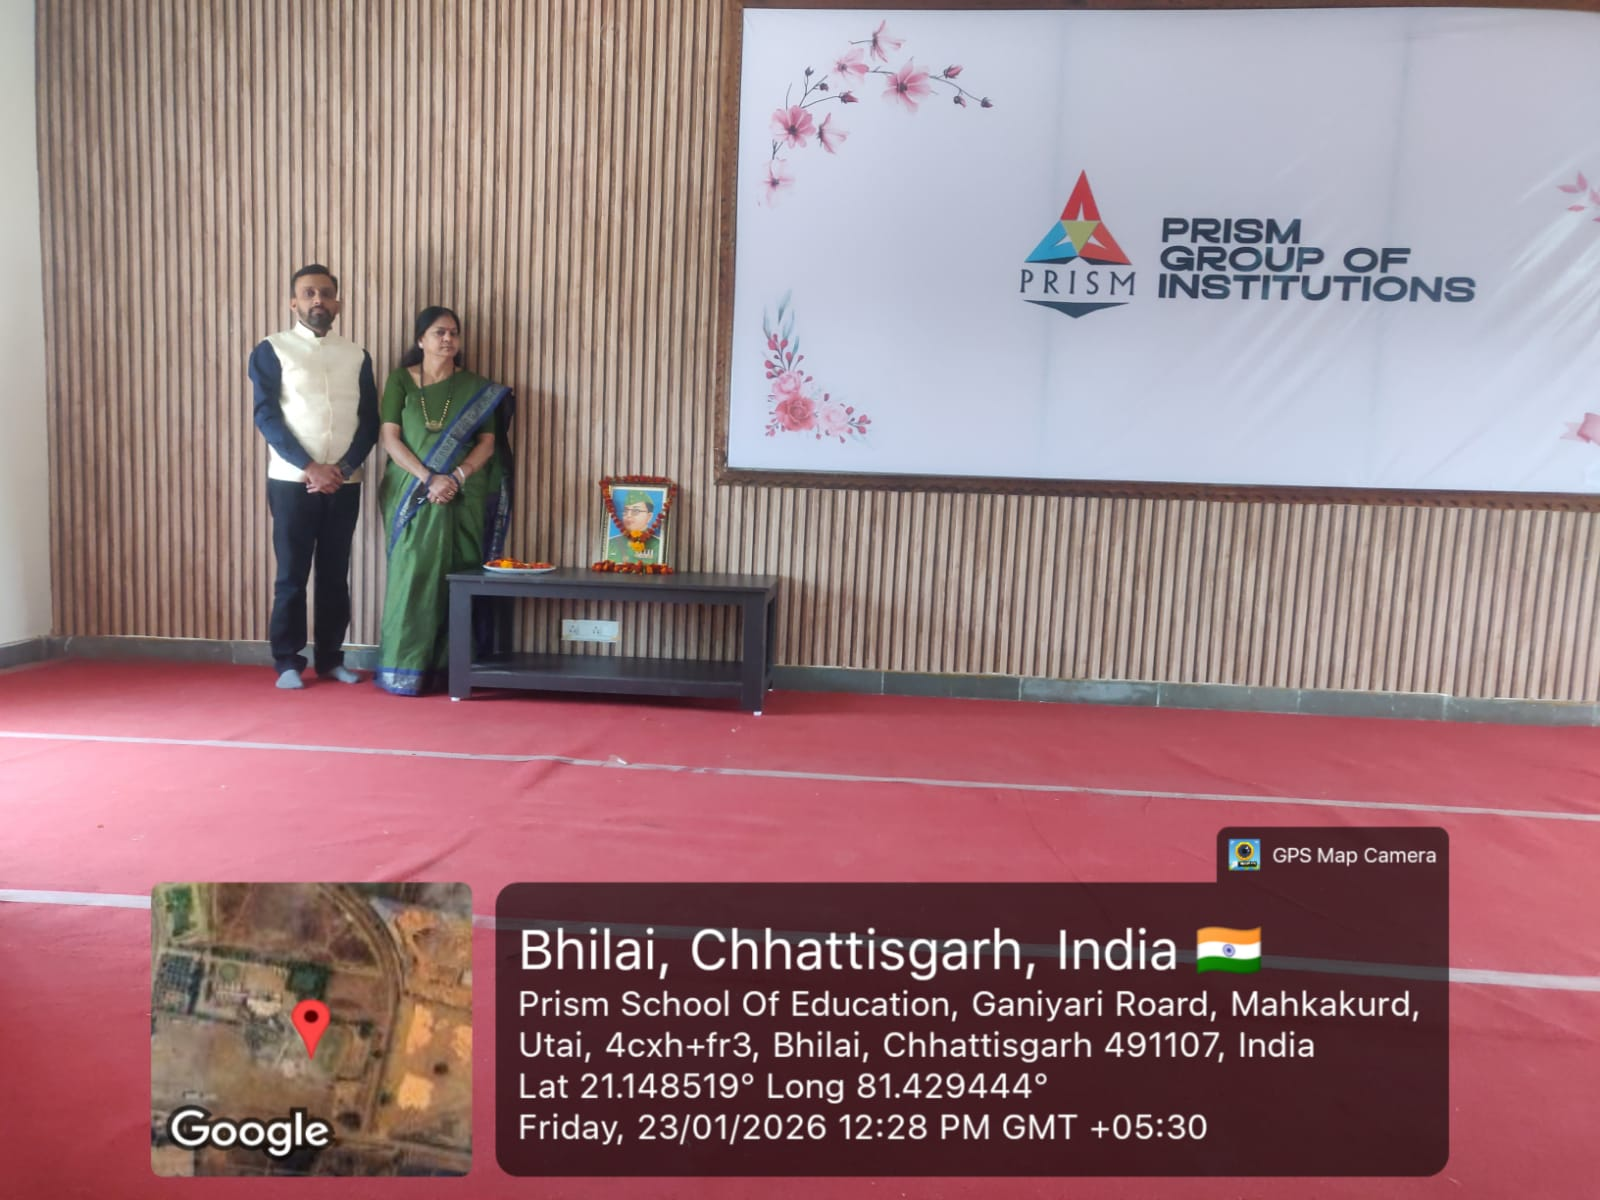 PRISM
PRISM
GROUP OF
INSTITUTIONS
GPS Map Camera
Bhilai, Chhattisgarh, India
Prism School Of Education, Ganiyari Roard, Mahkakurd,
Utai, 4cxh+fr3, Bhilai, Chhattisgarh 491107, India
Lat 21.148519° Long 81.429444°
Friday, 23/01/2026 12:28 PM GMT +05:30
Google